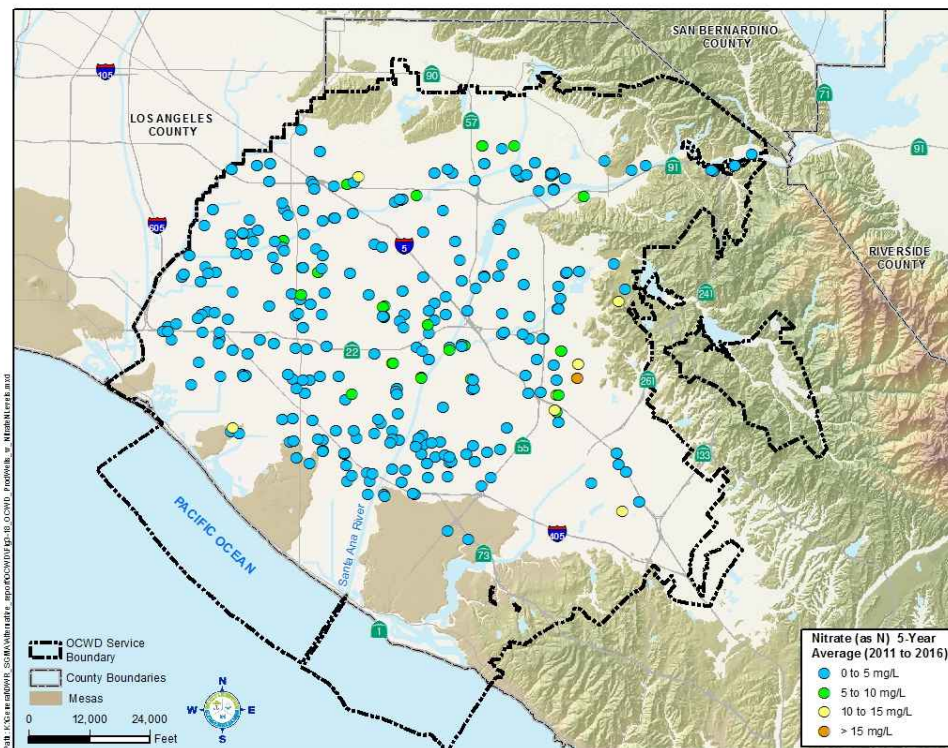 SAN BERNARDINO
COUNTY
LOS ANGELES
COUNTY
RIVERSIDE
COUNTY
405
90
71
57
91
91
605
5
241
22
261
55
133
405
73
1
PACIFIC OCEAN
Santa Ana River
OCWD Service
Boundary
County Boundaries
Mesas
0 12,000 24,000
Feet
N
W E
S
Nitrate (as N) 5-Year
Average (2011 to 2016)
0 to 5 mg/L
5 to 10 mg/L
10 to 15 mg/L
> 15 mg/L